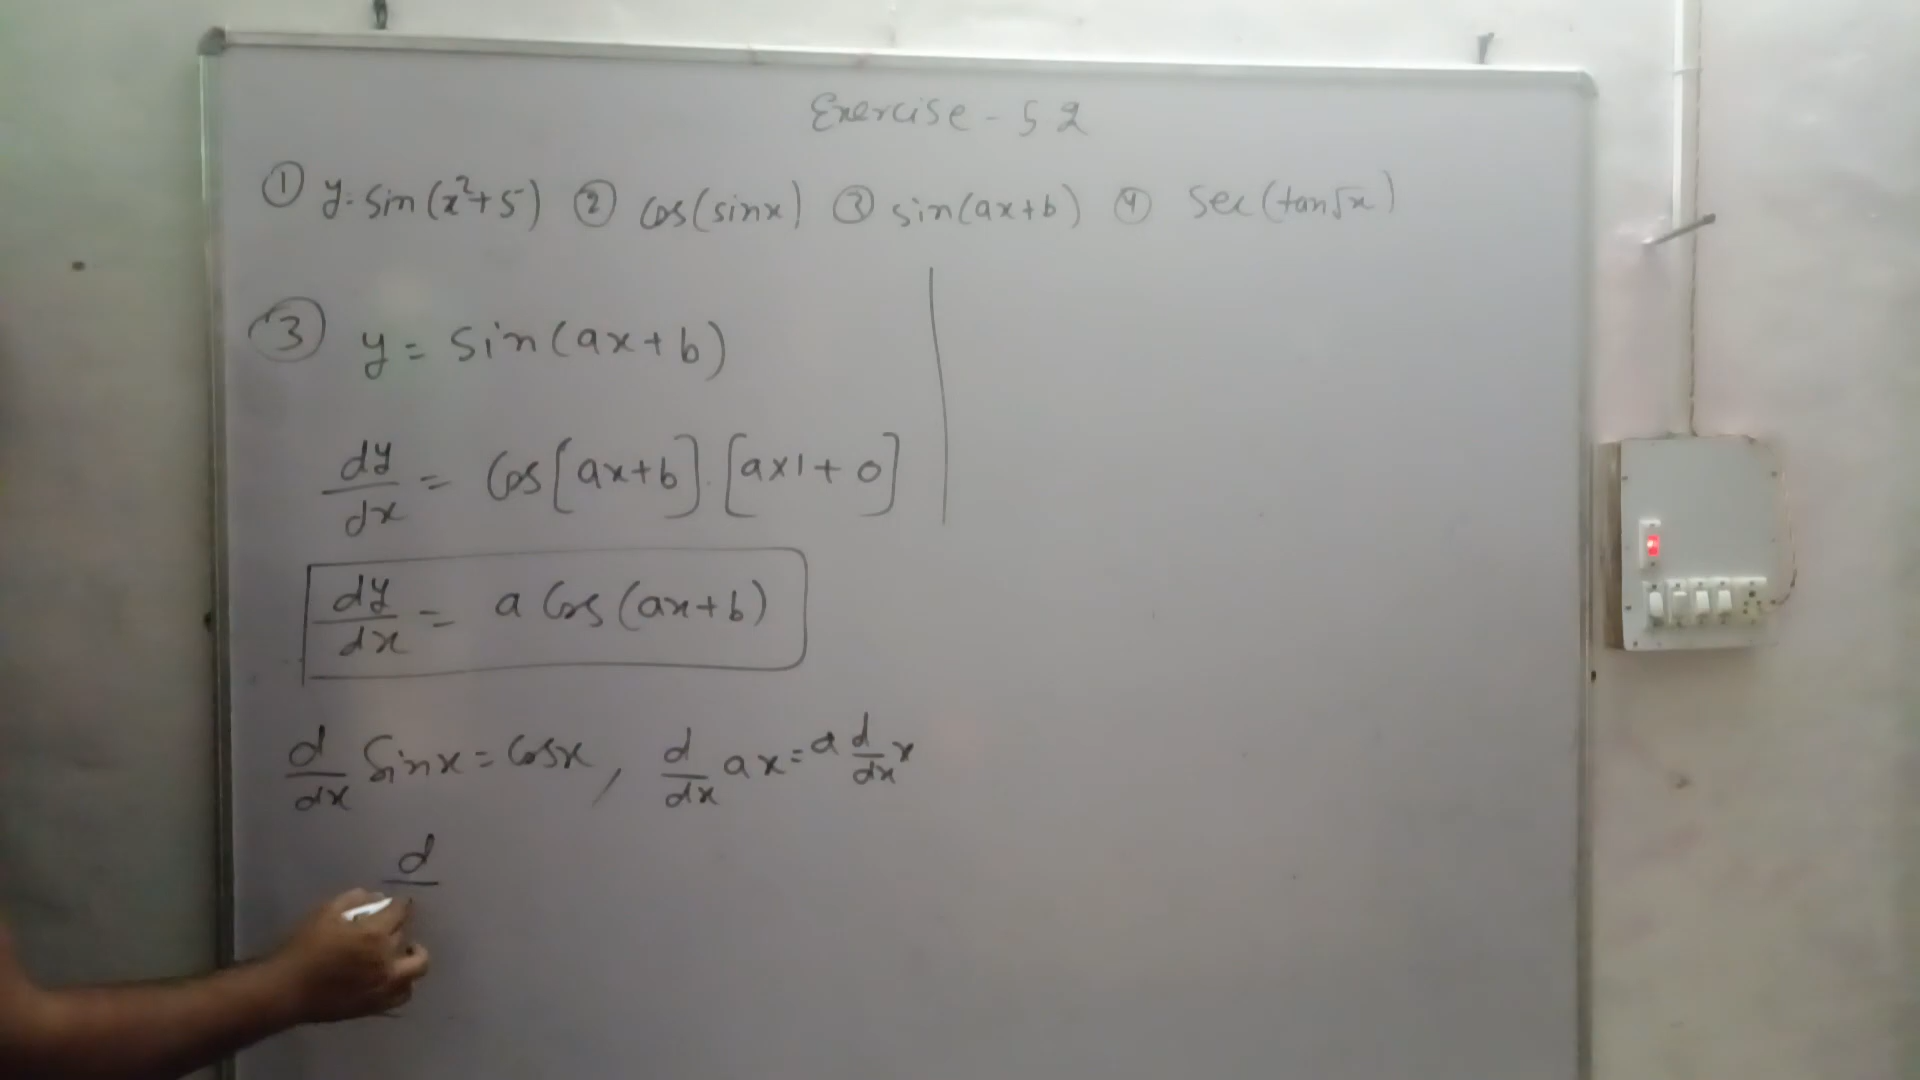 Exercise - 5 2
① y = sin(x²+5) ② cos(sinx) ③ sin(ax+b) ④ sec(tan√x)
③ y = sin(ax+b)
dy/dx = cos[ax+b].[a×1+0]
dy/dx = a cos(ax+b)
d/dx sinx = cosx, d/dx ax = a d/dx x
d